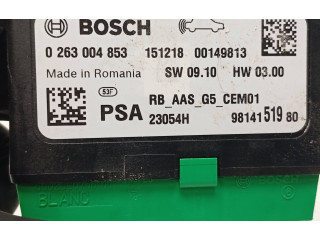 BOSCH
0 263 004 853 151218 00149813
Made in Romania SW 09.10 HW 03.00
53F
PSA RB_AAS_G5_CEM01
23054H 98141519 80
BLANC